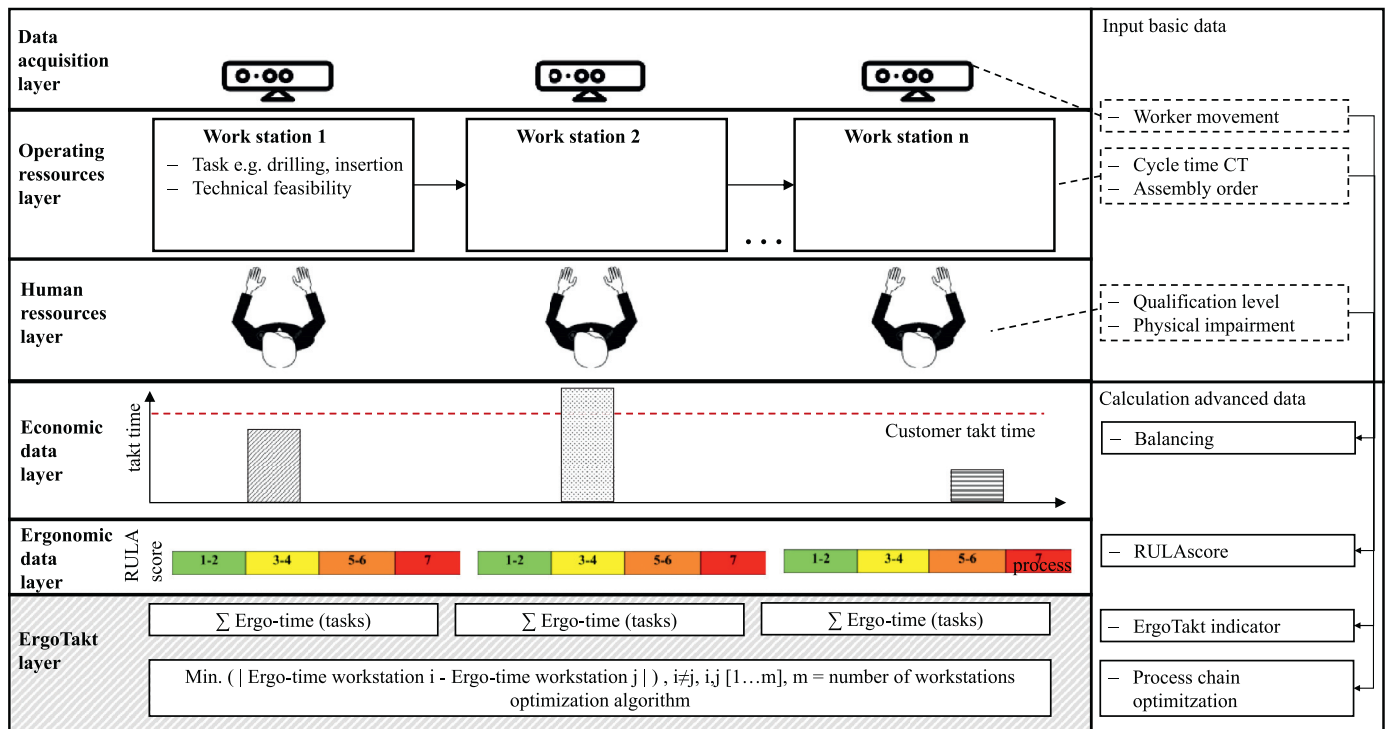 Data
acquisition
layer
Input basic data
– Worker movement
Operating
ressources
layer
Work station 1
– Task e.g. drilling, insertion
– Technical feasibility
Work station 2
. . .
Work station n
– Cycle time CT
– Assembly order
Human
ressources
layer
– Qualification level
– Physical impairment
Economic
data
layer
takt time
Customer takt time
Calculation advanced data
– Balancing
Ergonomic
data layer
layer
RULA
score
1-2 3-4 5-6 7
1-2 3-4 5-6 7
1-2 3-4 5-6 7
process
– RULAscore
ErgoTakt
layer
∑ Ergo-time (tasks)
∑ Ergo-time (tasks)
∑ Ergo-time (tasks)
– ErgoTakt indicator
Min. ( | Ergo-time workstation i - Ergo-time workstation j | ) , i≠j, i,j [1…m], m = number of workstations
optimization algorithm
– Process chain
optimitzation